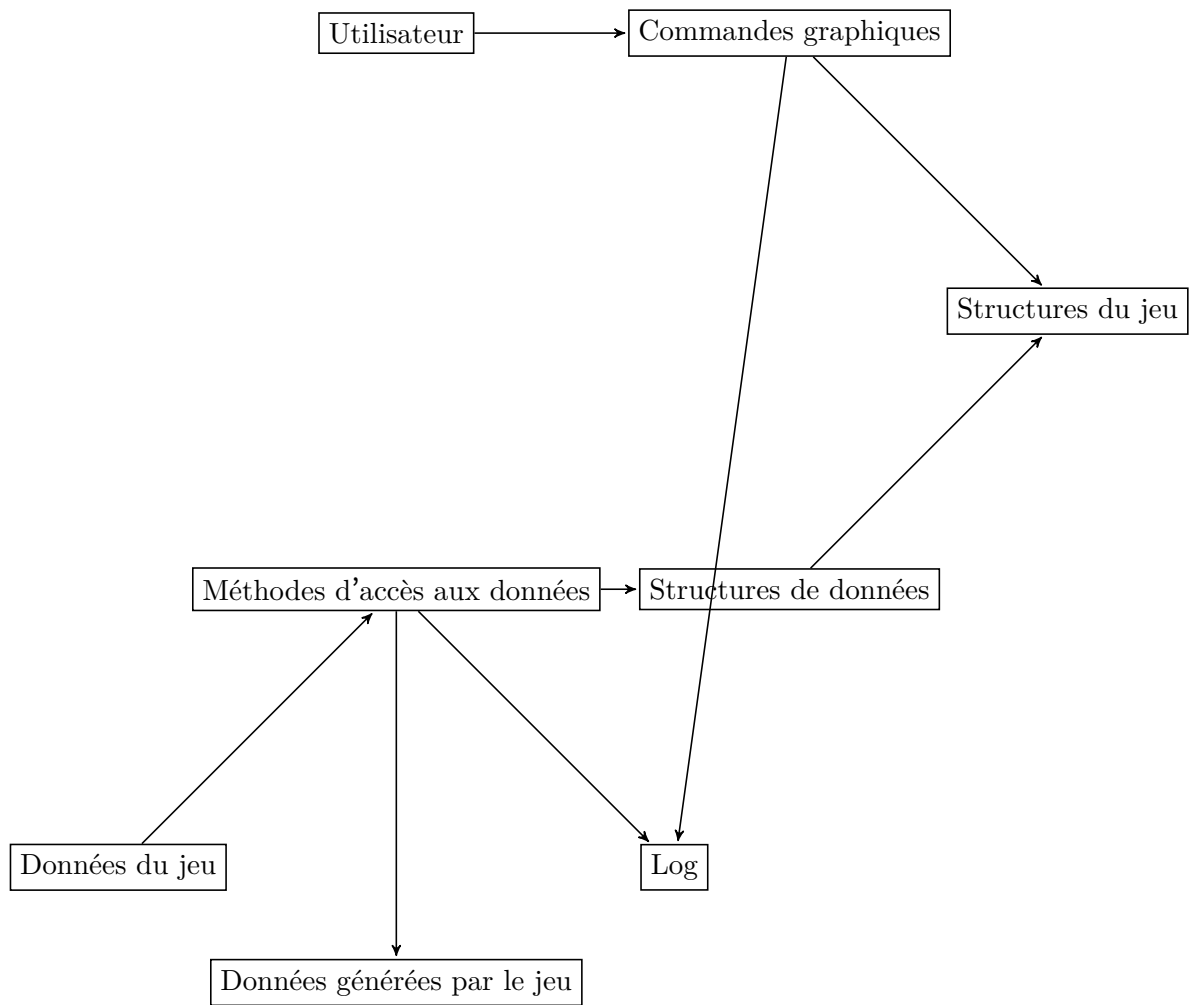 Utilisateur
Commandes graphiques
Structures du jeu
Méthodes d'accès aux données
Structures de données
Données du jeu
Log
Données générées par le jeu